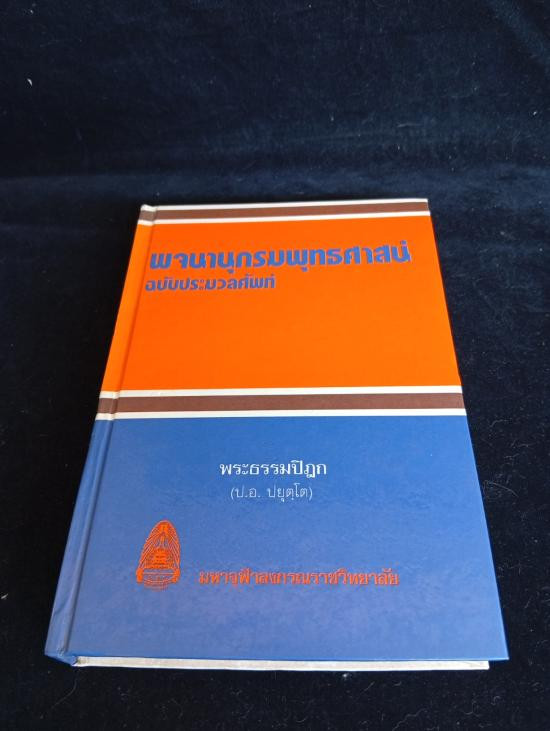 พจนานุกรมพุทธศาสน์
ฉบับประมวลศัพท์
พระธรรมปิฎก
(ป.อ. ปยุตฺโต)
มหาจุฬาลงกรณราชวิทยาลัย